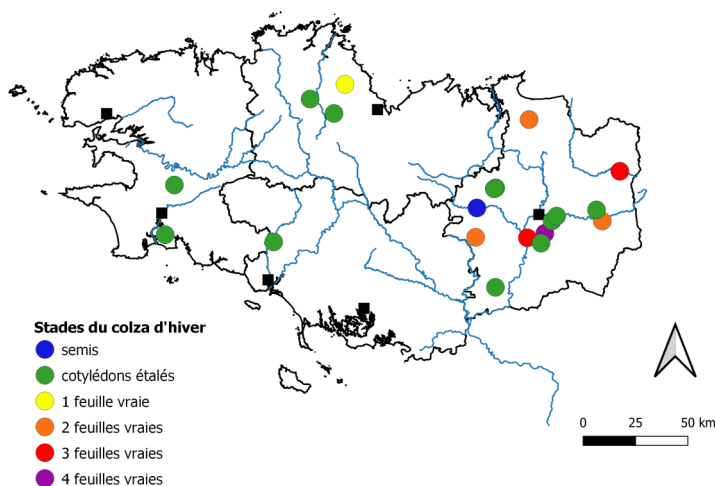 Stades du colza d'hiver
semis
cotylédons étalés
1 feuille vraie
2 feuilles vraies
3 feuilles vraies
4 feuilles vraies
0 25 50 km